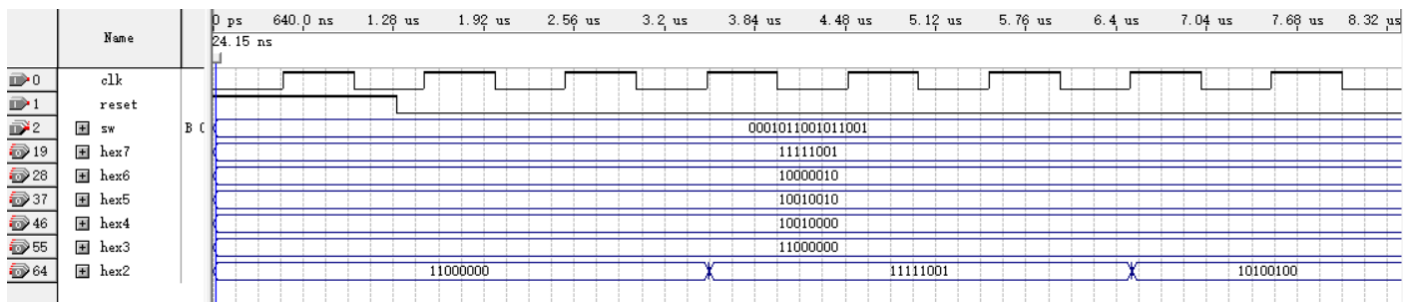 0 ps 640.0 ns 1.28 us 1.92 us 2.56 us 3.2 us 3.84 us 4.48 us 5.12 us 5.76 us 6.4 us 7.04 us 7.68 us 8.32 us
Name
24.15 ns
0 clk
1 reset
2 sw B 0001011001011001
19 hex7 11111001
28 hex6 10000010
37 hex5 10010010
46 hex4 10010000
55 hex3 11000000
64 hex2 11000000 11111001 10100100